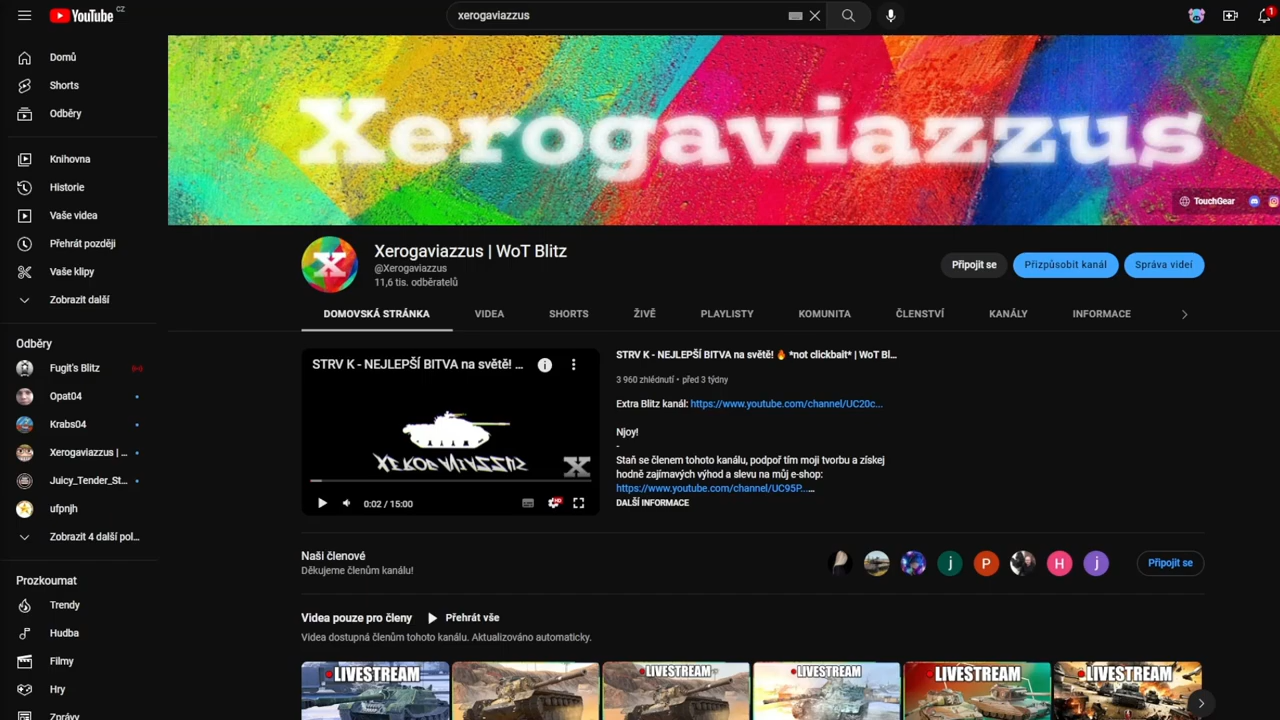 YouTube CZ
xerogaviazzus
1
Domů
Shorts
Odběry
Knihovna
Historie
Vaše videa
Přehrát později
Vaše klipy
Zobrazit další
Odběry
Fugit's Blitz
Opat04
Krabs04
Xerogaviazzus | ...
Juicy_Tender_St...
ufpnjh
Zobrazit 4 další pol...
Prozkoumat
Trendy
Hudba
Filmy
Hry
Zprávy
Xerogaviazzus
TouchGear
X
Xerogaviazzus | WoT Blitz
@Xerogaviazzus
11,6 tis. odběratelů
Připojit se
Přizpůsobit kanál
Správa videí
DOMOVSKÁ STRÁNKA
VIDEA
SHORTS
ŽIVĚ
PLAYLISTY
KOMUNITA
ČLENSTVÍ
KANÁLY
INFORMACE
STRV K - NEJLEPŠÍ BITVA na světě! ...
X
0:02 / 15:00
HD
STRV K - NEJLEPŠÍ BITVA na světě! 🔥 *not clickbait* | WoT Bl...
3 960 zhlédnutí • před 3 týdny
Extra Blitz kanál: https://www.youtube.com/channel/UC20c...
Njoy!
-
Staň se členem tohoto kanálu, podpoř tím moji tvorbu a získej
hodně zajímavých výhod a slevu na můj e-shop:
https://www.youtube.com/channel/UC95P...…
DALŠÍ INFORMACE
Naši členové
Děkujeme členům kanálu!
j
P
H
j
Připojit se
Videa pouze pro členy
Přehrát vše
Videa dostupná členům tohoto kanálu. Aktualizováno automaticky.
LIVESTREAM
LIVESTREAM
LIVESTREAM
LIVESTREAM
LIVESTREAM